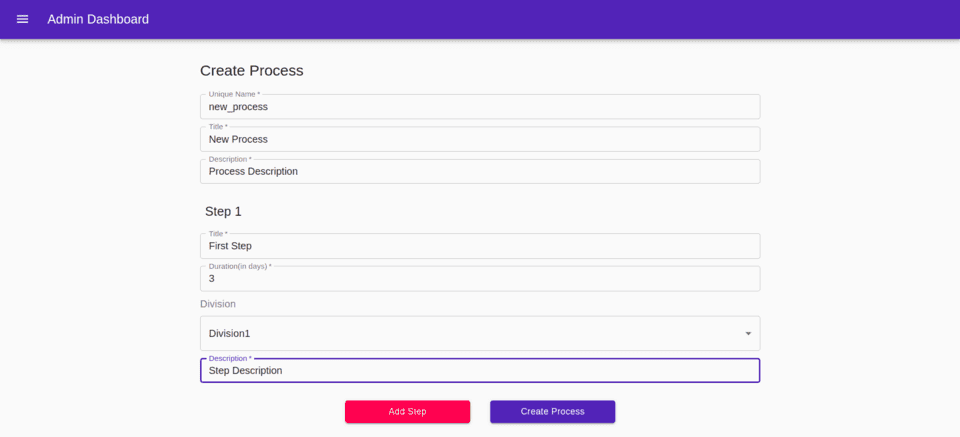 Admin Dashboard
Create Process
Unique Name *
new_process
Title *
New Process
Description *
Process Description
Step 1
Title *
First Step
Duration(in days) *
3
Division
Division1
Description *
Step Description
Add Step
Create Process